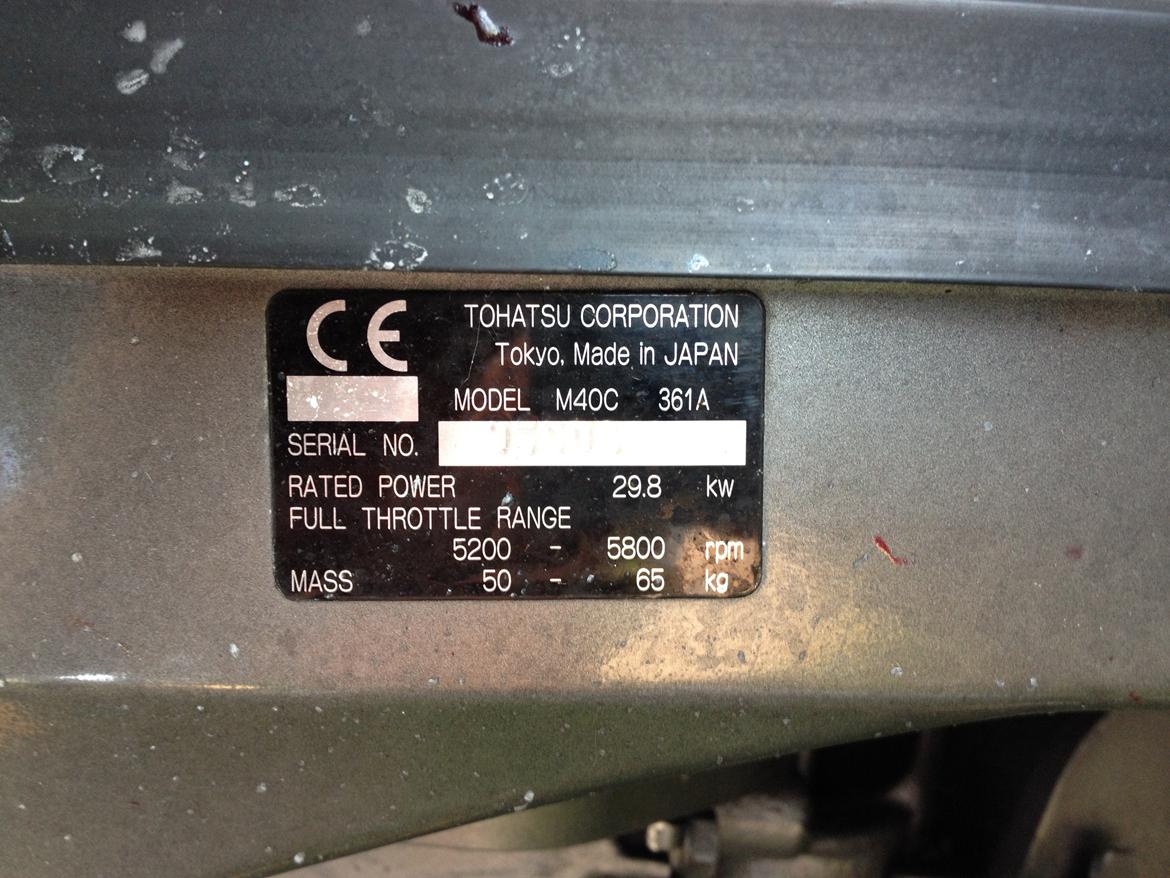 CE TOHATSU CORPORATION
Tokyo, Made in JAPAN
MODEL M40C 361A
SERIAL NO.
RATED POWER 29.8 kw
FULL THROTTLE RANGE
5200 - 5800 rpm
MASS 50 - 65 kg